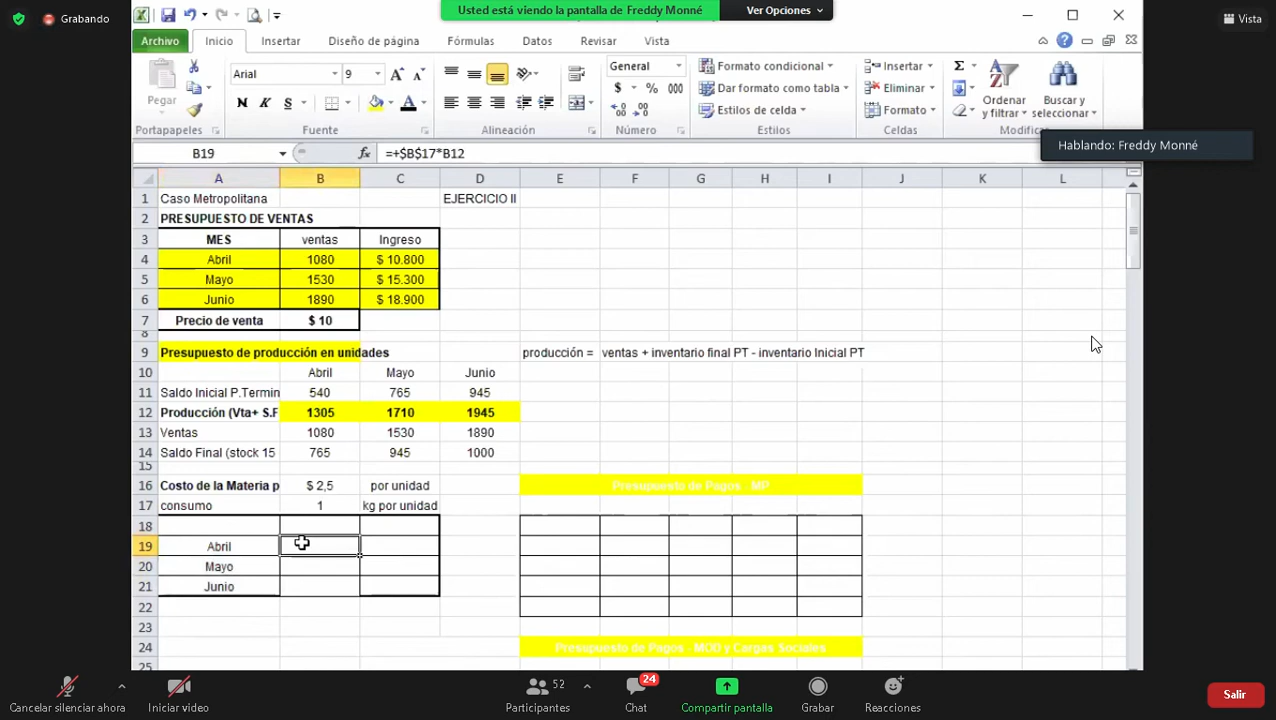 Grabando
Usted está viendo la pantalla de Freddy Monné
Ver Opciones
Vista
Archivo Inicio Insertar Diseño de página Fórmulas Datos Revisar Vista
Pegar
Arial 9
N K S
General
$ % 000
Formato condicional
Dar formato como tabla
Estilos de celda
Insertar
Eliminar
Formato
Σ
Ordenar y filtrar
Buscar y seleccionar
Portapapeles Fuente Alineación Número Estilos Celdas Modificar
Hablando: Freddy Monné
B19 fx =+$B$17*B12
A B C D E F G H I J K L
1 Caso Metropolitana EJERCICIO II
2 PRESUPUESTO DE VENTAS
3 MES ventas Ingreso
4 Abril 1080 $ 10.800
5 Mayo 1530 $ 15.300
6 Junio 1890 $ 18.900
7 Precio de venta $ 10
8
9 Presupuesto de producción en unidades producción = ventas + inventario final PT - inventario Inicial PT
10 Abril Mayo Junio
11 Saldo Inicial P.Termin 540 765 945
12 Producción (Vta+ S.F 1305 1710 1945
13 Ventas 1080 1530 1890
14 Saldo Final (stock 15 765 945 1000
15
16 Costo de la Materia p $ 2,5 por unidad Presupuesto de Pagos - MP
17 consumo 1 kg por unidad
18
19 Abril
20 Mayo
21 Junio
22
23
24 Presupuesto de Pagos - MOD y Cargas Sociales
25
Cancelar silenciar ahora
Iniciar video
52
Participantes
24
Chat
Compartir pantalla
Grabar
Reacciones
Salir